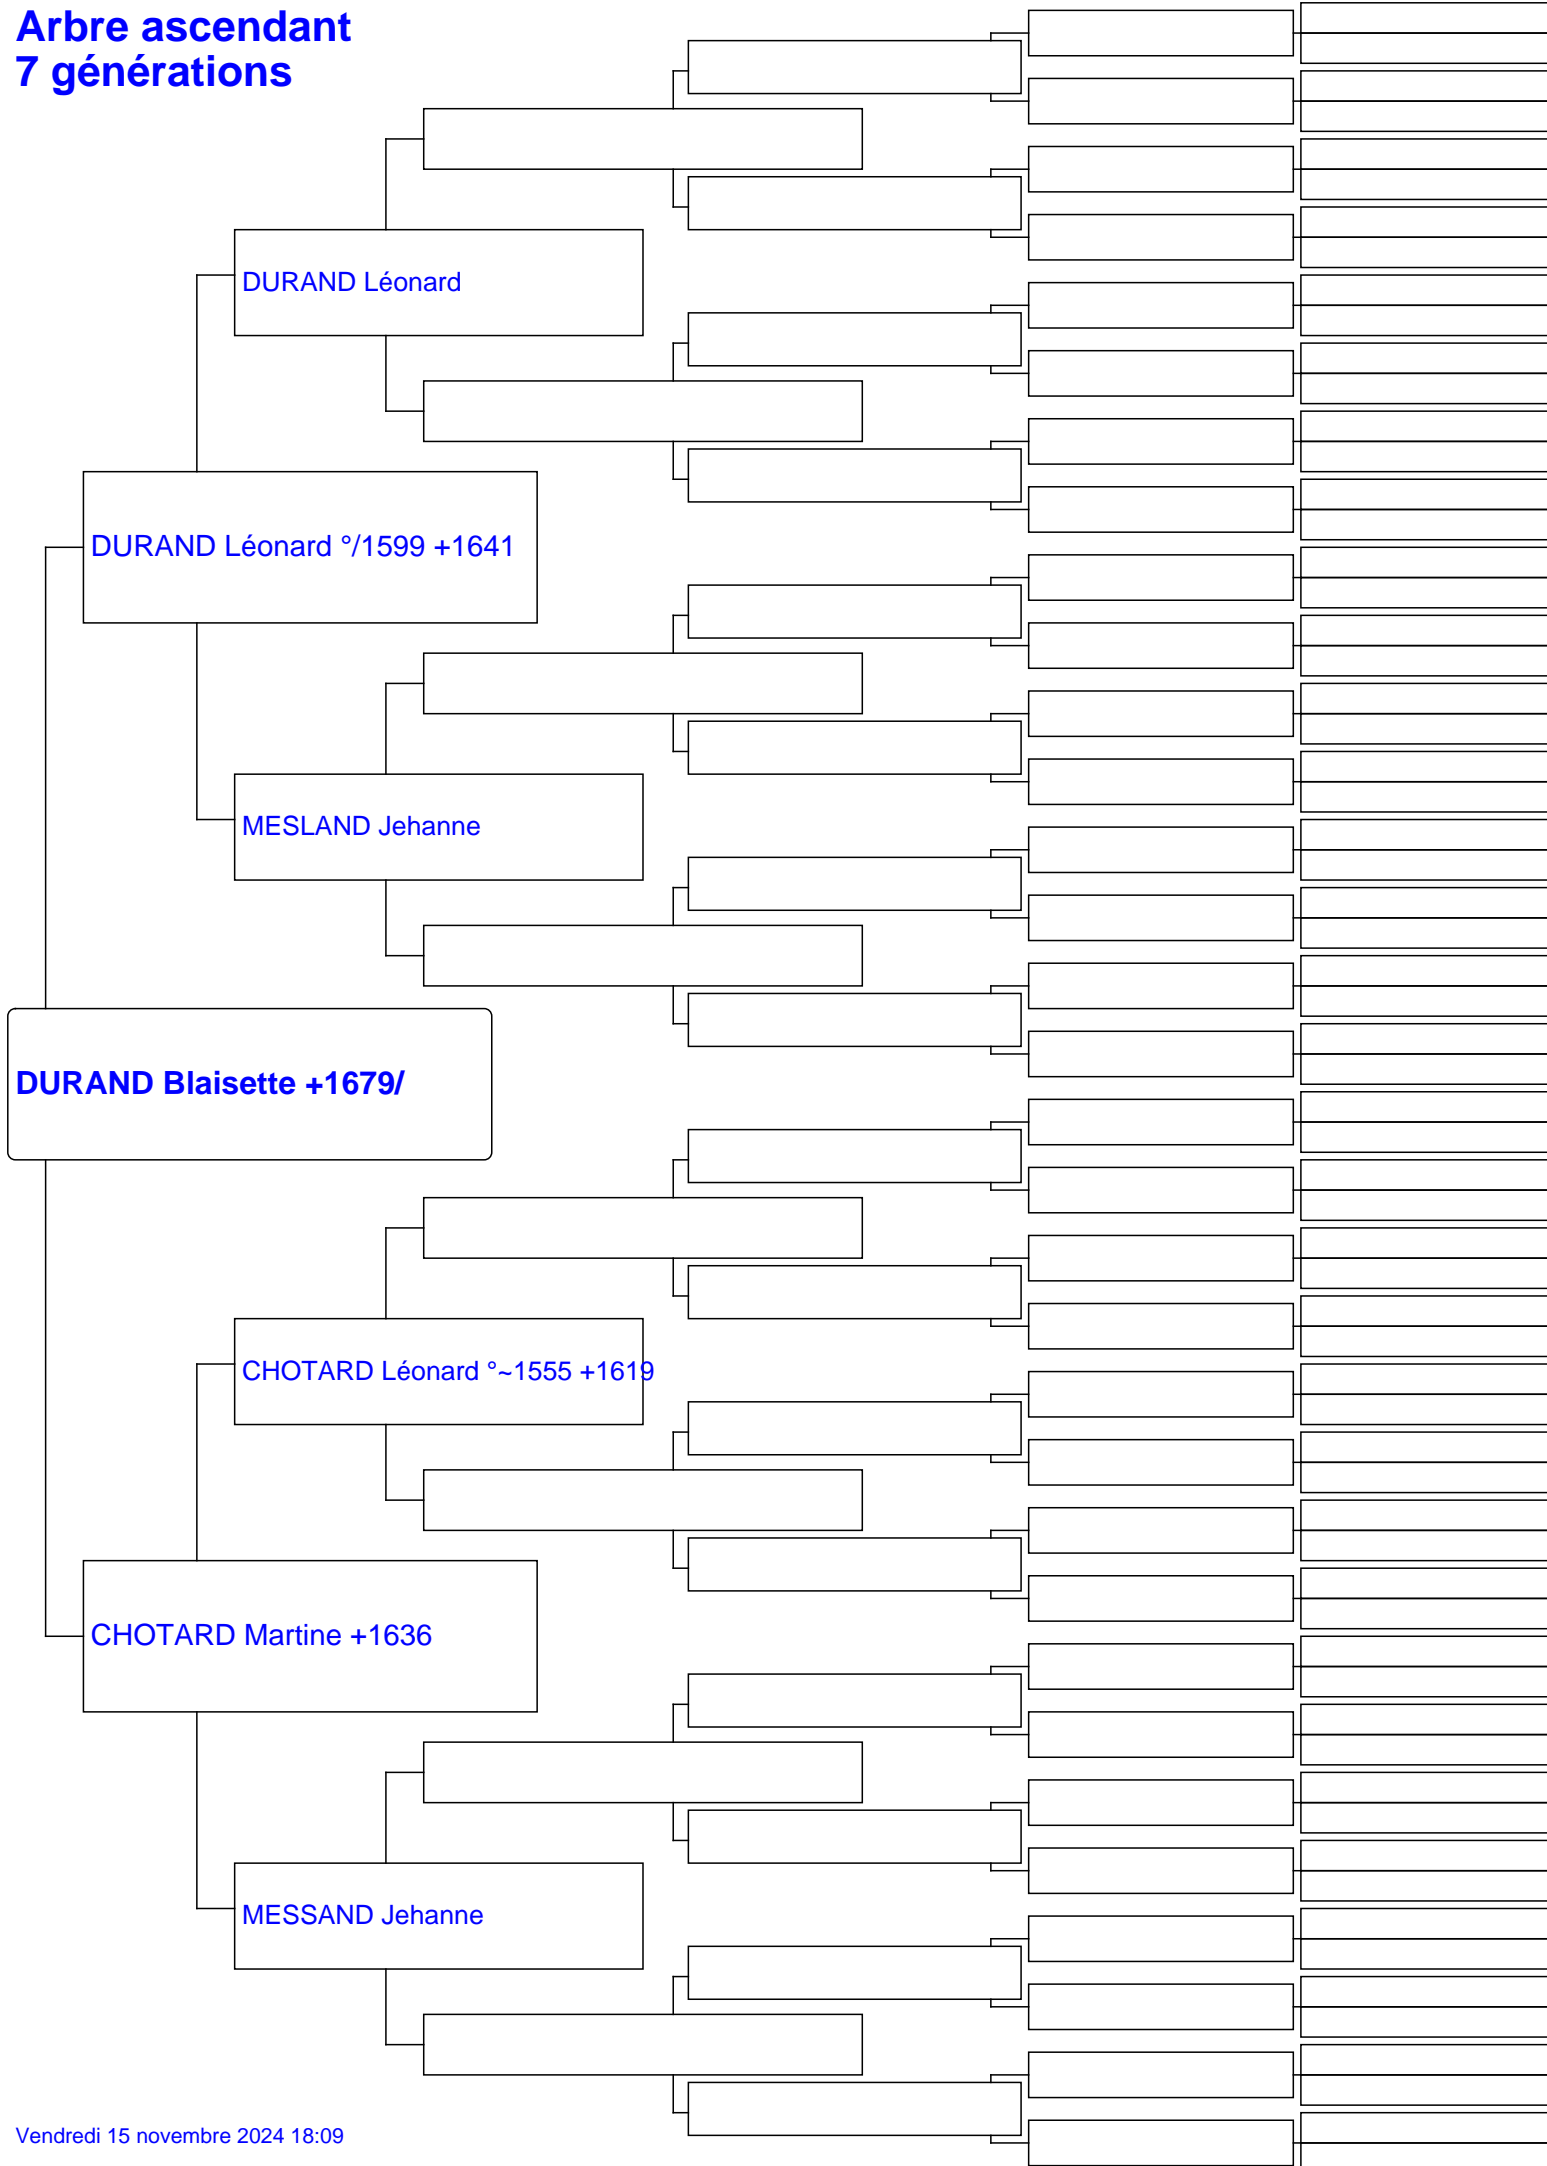 Arbre ascendant
7 générations
DURAND Léonard
DURAND Léonard °/1599 +1641
MESLAND Jehanne
DURAND Blaisette +1679/
CHOTARD Léonard °~1555 +1619
CHOTARD Martine +1636
MESSAND Jehanne
Vendredi 15 novembre 2024 18:09